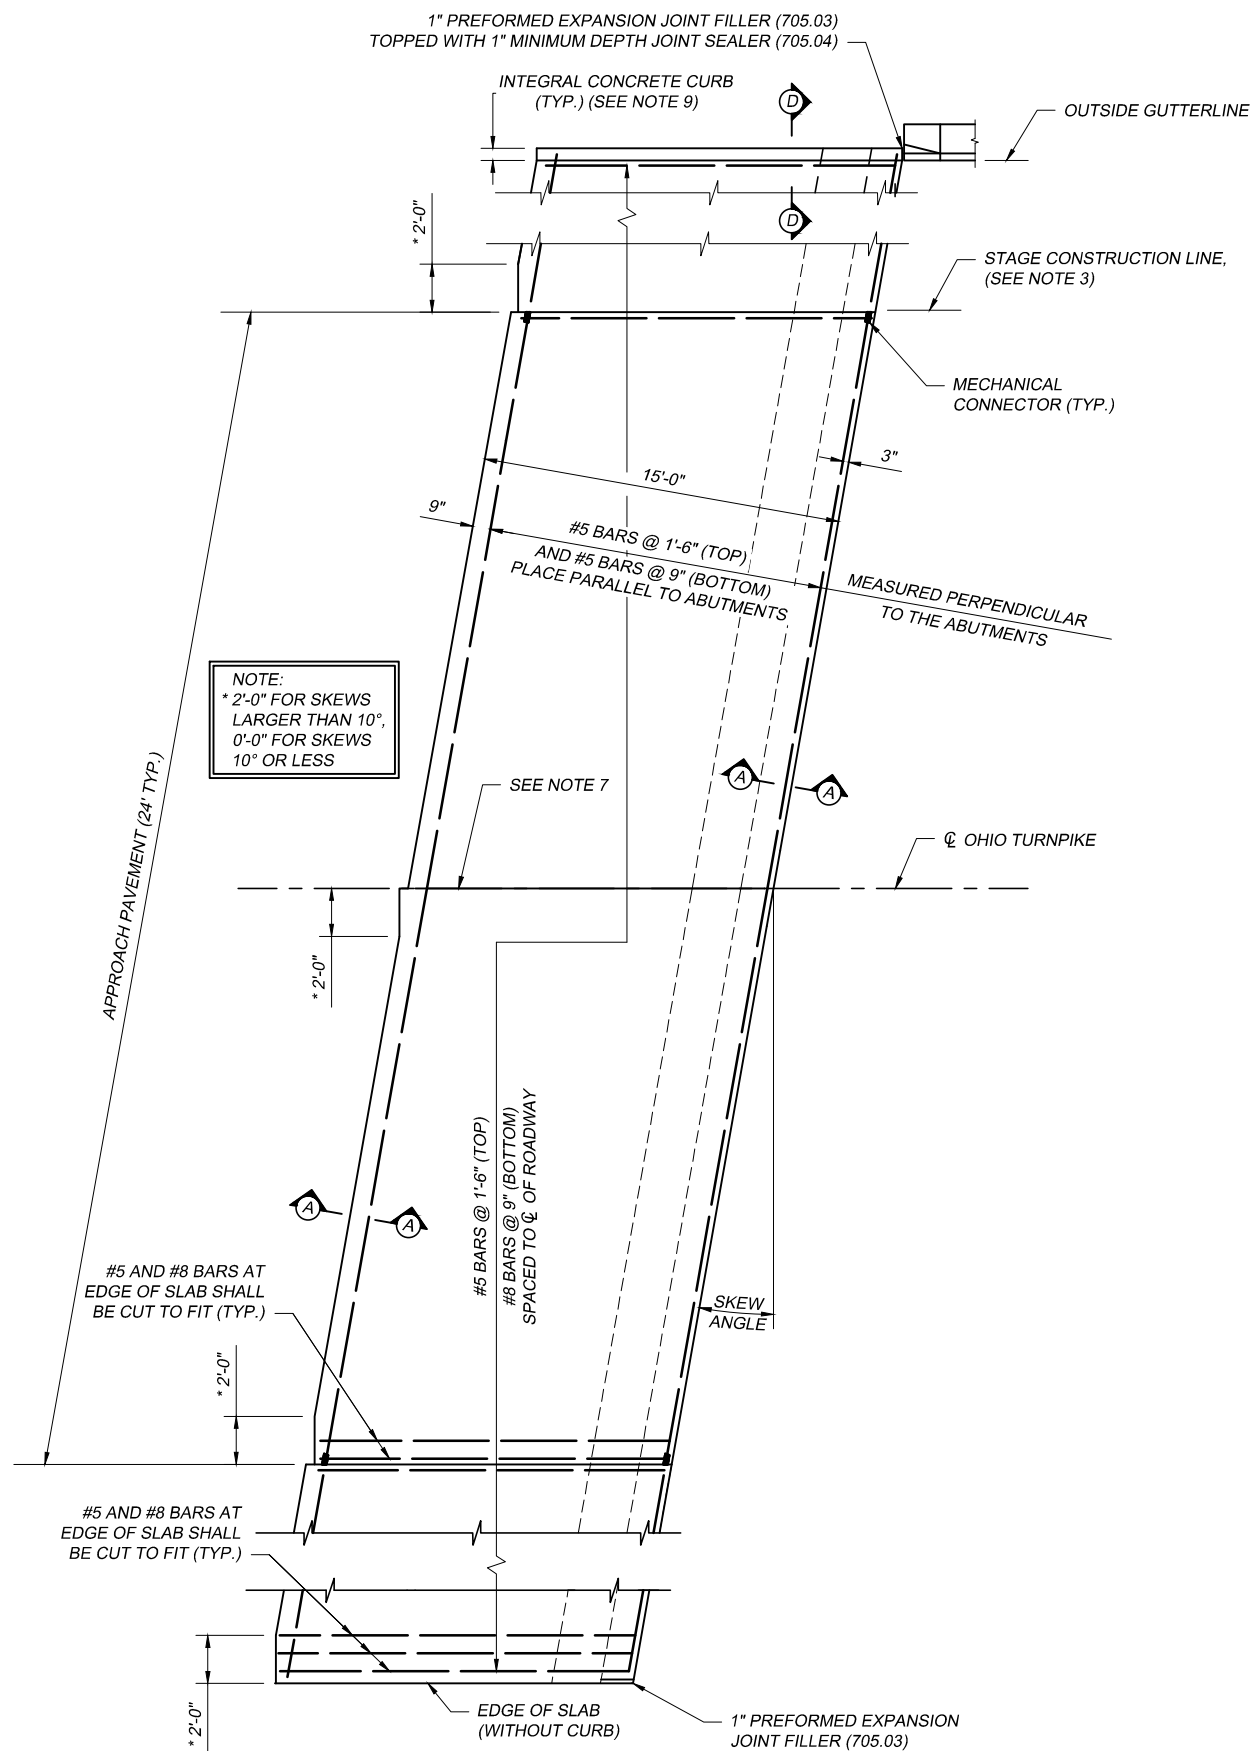 1" PREFORMED EXPANSION JOINT FILLER (705.03)
TOPPED WITH 1" MINIMUM DEPTH JOINT SEALER (705.04)
INTEGRAL CONCRETE CURB
(TYP.) (SEE NOTE 9)
D
OUTSIDE GUTTERLINE
* 2'-0"
D
STAGE CONSTRUCTION LINE,
(SEE NOTE 3)
MECHANICAL
CONNECTOR (TYP.)
3"
15'-0"
9"
#5 BARS @ 1'-6" (TOP)
AND #5 BARS @ 9" (BOTTOM)
PLACE PARALLEL TO ABUTMENTS
MEASURED PERPENDICULAR
TO THE ABUTMENTS
NOTE:
* 2'-0" FOR SKEWS
LARGER THAN 10°,
0'-0" FOR SKEWS
10° OR LESS
APPROACH PAVEMENT (24' TYP.)
SEE NOTE 7
A
A
℄ OHIO TURNPIKE
* 2'-0"
#5 BARS @ 1'-6" (TOP)
#8 BARS @ 9" (BOTTOM)
SPACED TO ℄ OF ROADWAY
A
A
#5 AND #8 BARS AT
EDGE OF SLAB SHALL
BE CUT TO FIT (TYP.)
SKEW
ANGLE
* 2'-0"
#5 AND #8 BARS AT
EDGE OF SLAB SHALL
BE CUT TO FIT (TYP.)
* 2'-0"
EDGE OF SLAB
(WITHOUT CURB)
1" PREFORMED EXPANSION
JOINT FILLER (705.03)